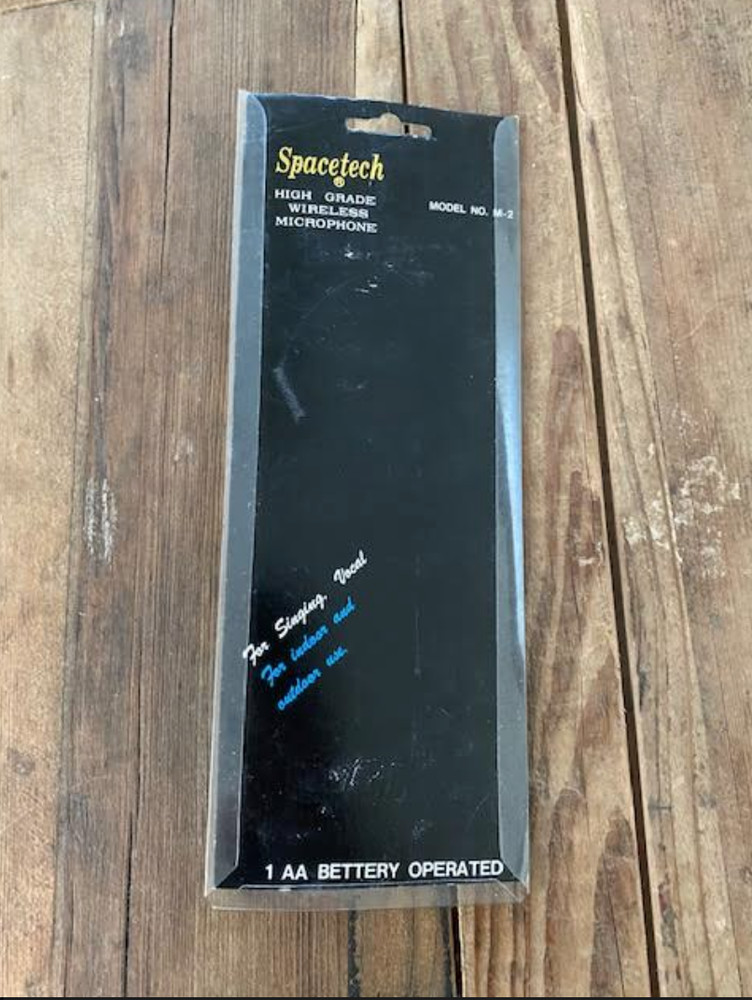 Spacetech
®
HIGH GRADE
WIRELESS
MICROPHONE
MODEL NO. M-2
For Singing, Vocal
For indoor and
outdoor use.
1 AA BETTERY OPERATED